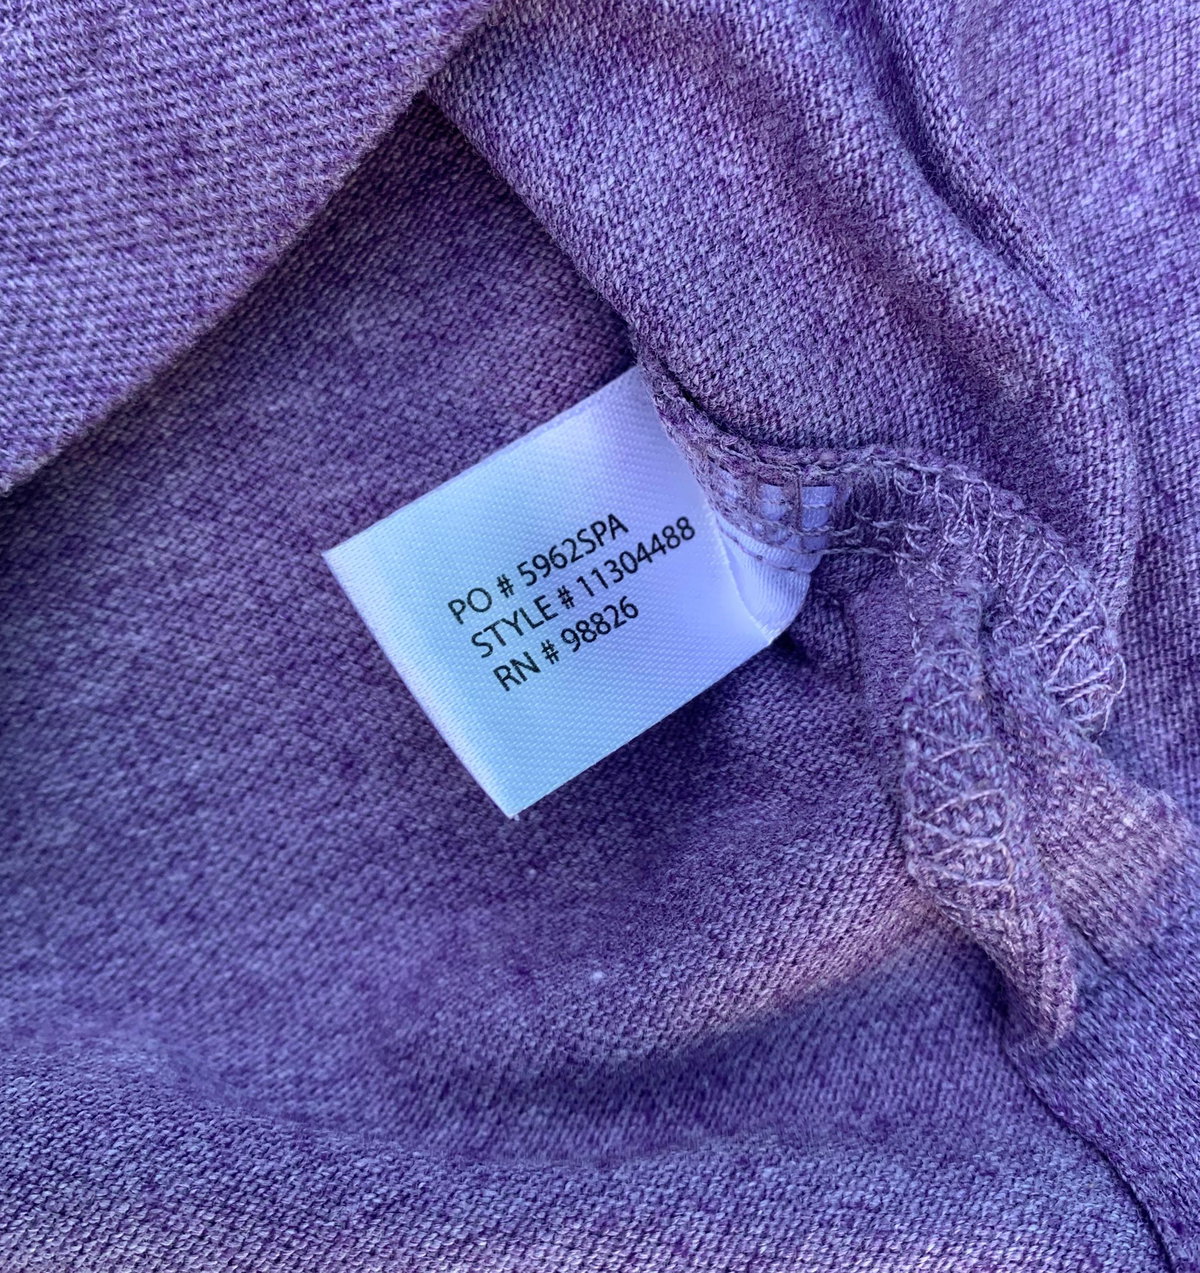 PO # 5962SPA
STYLE # 11304488
RN # 98826